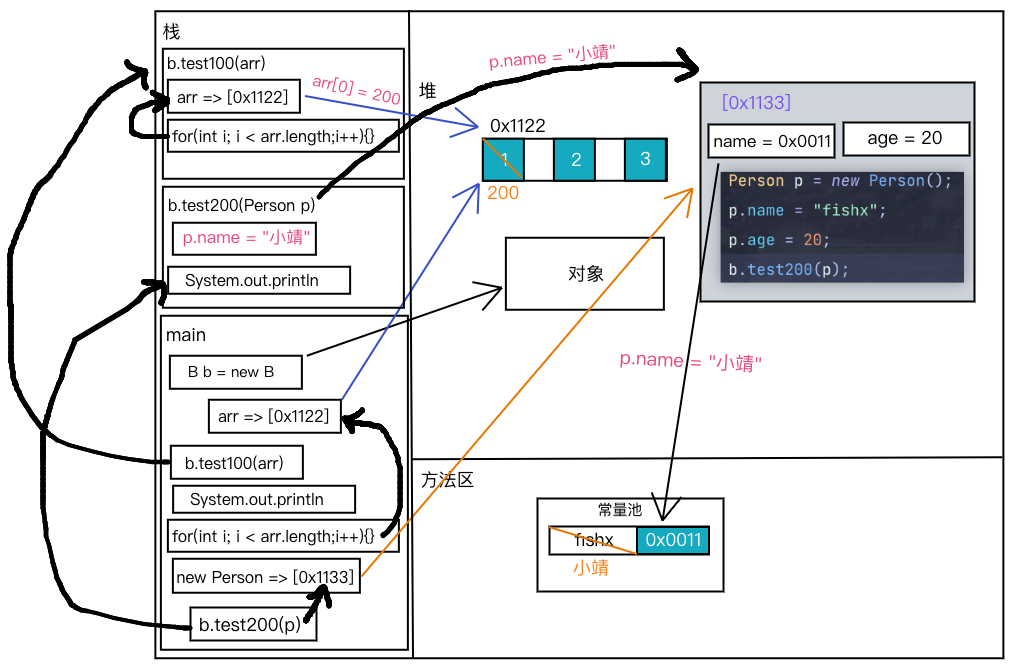 栈
b.test100(arr)
arr => [0x1122]
for(int i; i < arr.length;i++){}
b.test200(Person p)
p.name = "小靖"
System.out.println
main
B b = new B
arr => [0x1122]
b.test100(arr)
System.out.println
for(int i; i < arr.length;i++){}
new Person => [0x1133]
b.test200(p)
arr[0] = 200
p.name = "小靖"
堆
0x1122
1 2 3
200
对象
[0x1133]
name = 0x0011
age = 20
Person p = new Person();
p.name = "fishx";
p.age = 20;
b.test200(p);
p.name = "小靖"
方法区
常量池
fishx 0x0011
小靖